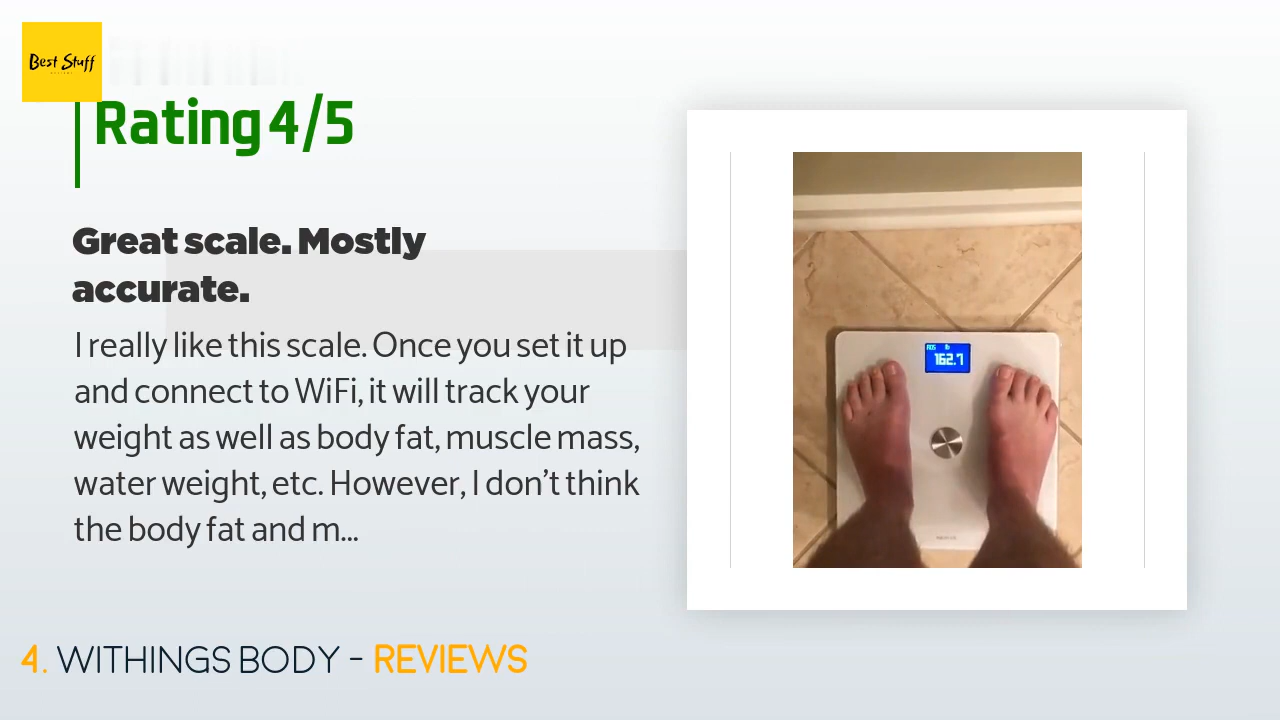 Best Stuff
Rating 4/5
Great scale. Mostly
accurate.
I really like this scale. Once you set it up
and connect to WiFi, it will track your
weight as well as body fat, muscle mass,
water weight, etc. However, I don't think
the body fat and m...
lb
162.7
4. WITHINGS BODY - REVIEWS